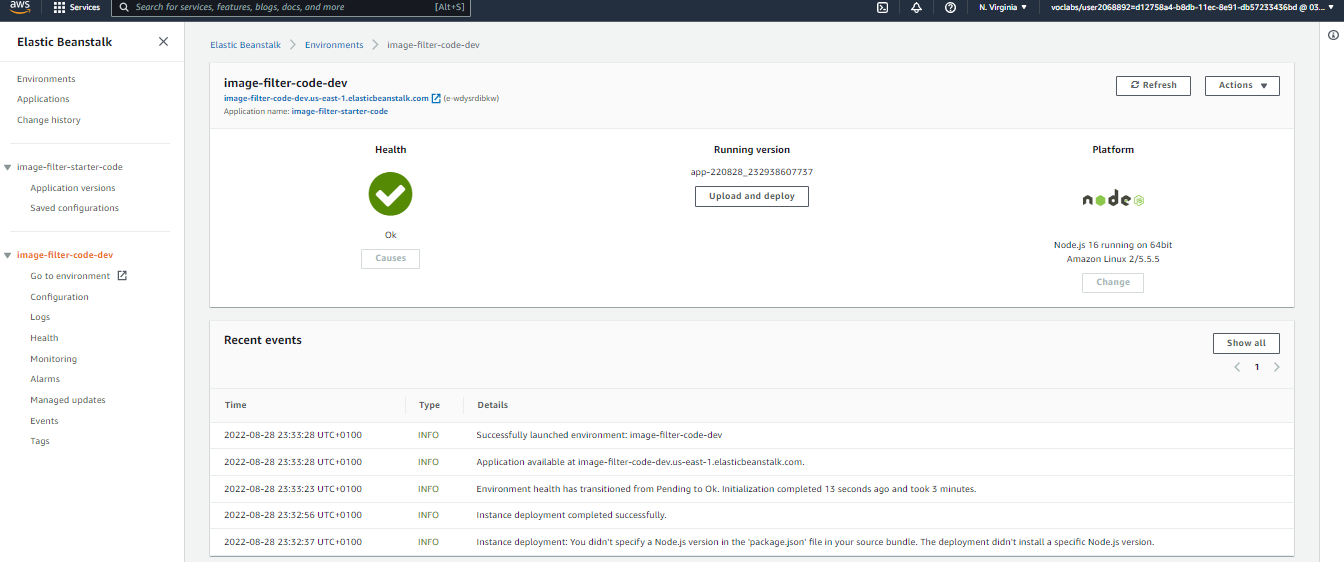 aws
Services
Search for services, features, blogs, docs, and more
[Alt+S]
N. Virginia
voclabs/user2068892=d12758a4-b8db-11ec-8e91-db57233436bd @ 03...
Elastic Beanstalk
Environments
Applications
Change history
image-filter-starter-code
Application versions
Saved configurations
image-filter-code-dev
Go to environment
Configuration
Logs
Health
Monitoring
Alarms
Managed updates
Events
Tags
Elastic Beanstalk > Environments > image-filter-code-dev
image-filter-code-dev
image-filter-code-dev.us-east-1.elasticbeanstalk.com (e-wdysrdibkw)
Application name: image-filter-starter-code
Refresh
Actions
Health
Ok
Causes
Running version
app-220828_232938607737
Upload and deploy
Platform
node JS
Node.js 16 running on 64bit
Amazon Linux 2/5.5.5
Change
Recent events
Show all
1
Time Type Details
2022-08-28 23:33:28 UTC+0100 INFO Successfully launched environment: image-filter-code-dev
2022-08-28 23:33:28 UTC+0100 INFO Application available at image-filter-code-dev.us-east-1.elasticbeanstalk.com.
2022-08-28 23:33:23 UTC+0100 INFO Environment health has transitioned from Pending to Ok. Initialization completed 13 seconds ago and took 3 minutes.
2022-08-28 23:32:56 UTC+0100 INFO Instance deployment completed successfully.
2022-08-28 23:32:37 UTC+0100 INFO Instance deployment: You didn't specify a Node.js version in the 'package.json' file in your source bundle. The deployment didn't install a specific Node.js version.